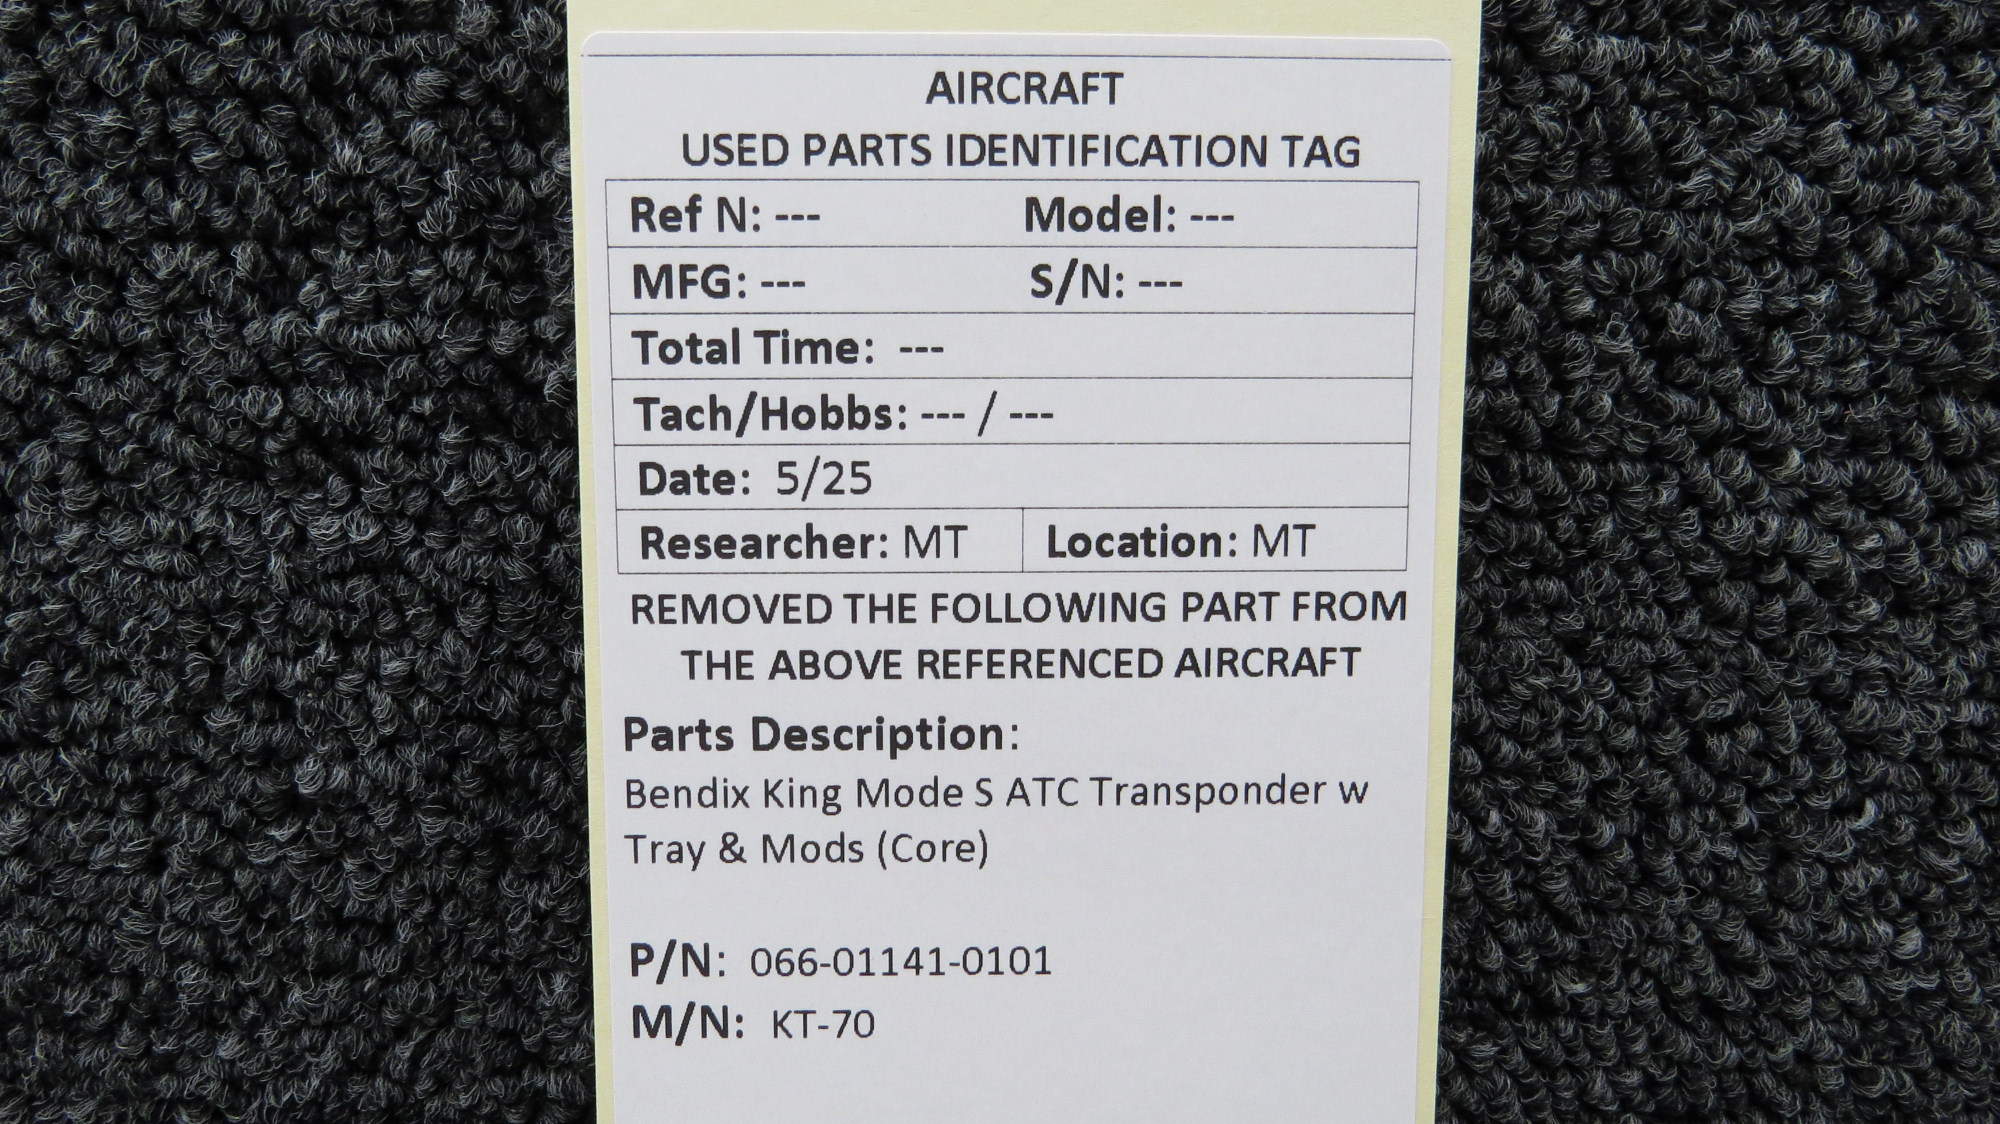 AIRCRAFT
USED PARTS IDENTIFICATION TAG
Ref N: --- Model: ---
MFG: --- S/N: ---
Total Time: ---
Tach/Hobbs: --- / ---
Date: 5/25
Researcher: MT Location: MT
REMOVED THE FOLLOWING PART FROM
THE ABOVE REFERENCED AIRCRAFT
Parts Description:
Bendix King Mode S ATC Transponder w
Tray & Mods (Core)
P/N: 066-01141-0101
M/N: KT-70